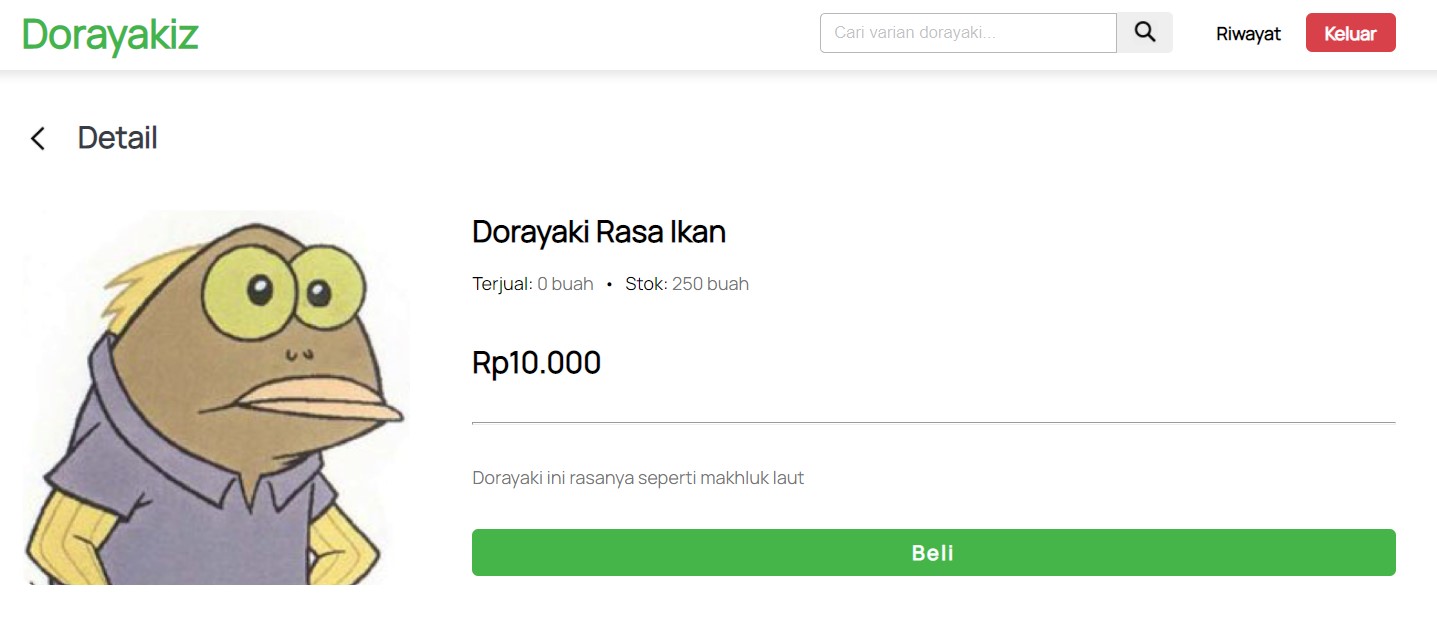 Dorayakiz
Cari varian dorayaki...
Riwayat
Keluar
Detail
Dorayaki Rasa Ikan
Terjual: 0 buah • Stok: 250 buah
Rp10.000
Dorayaki ini rasanya seperti makhluk laut
Beli